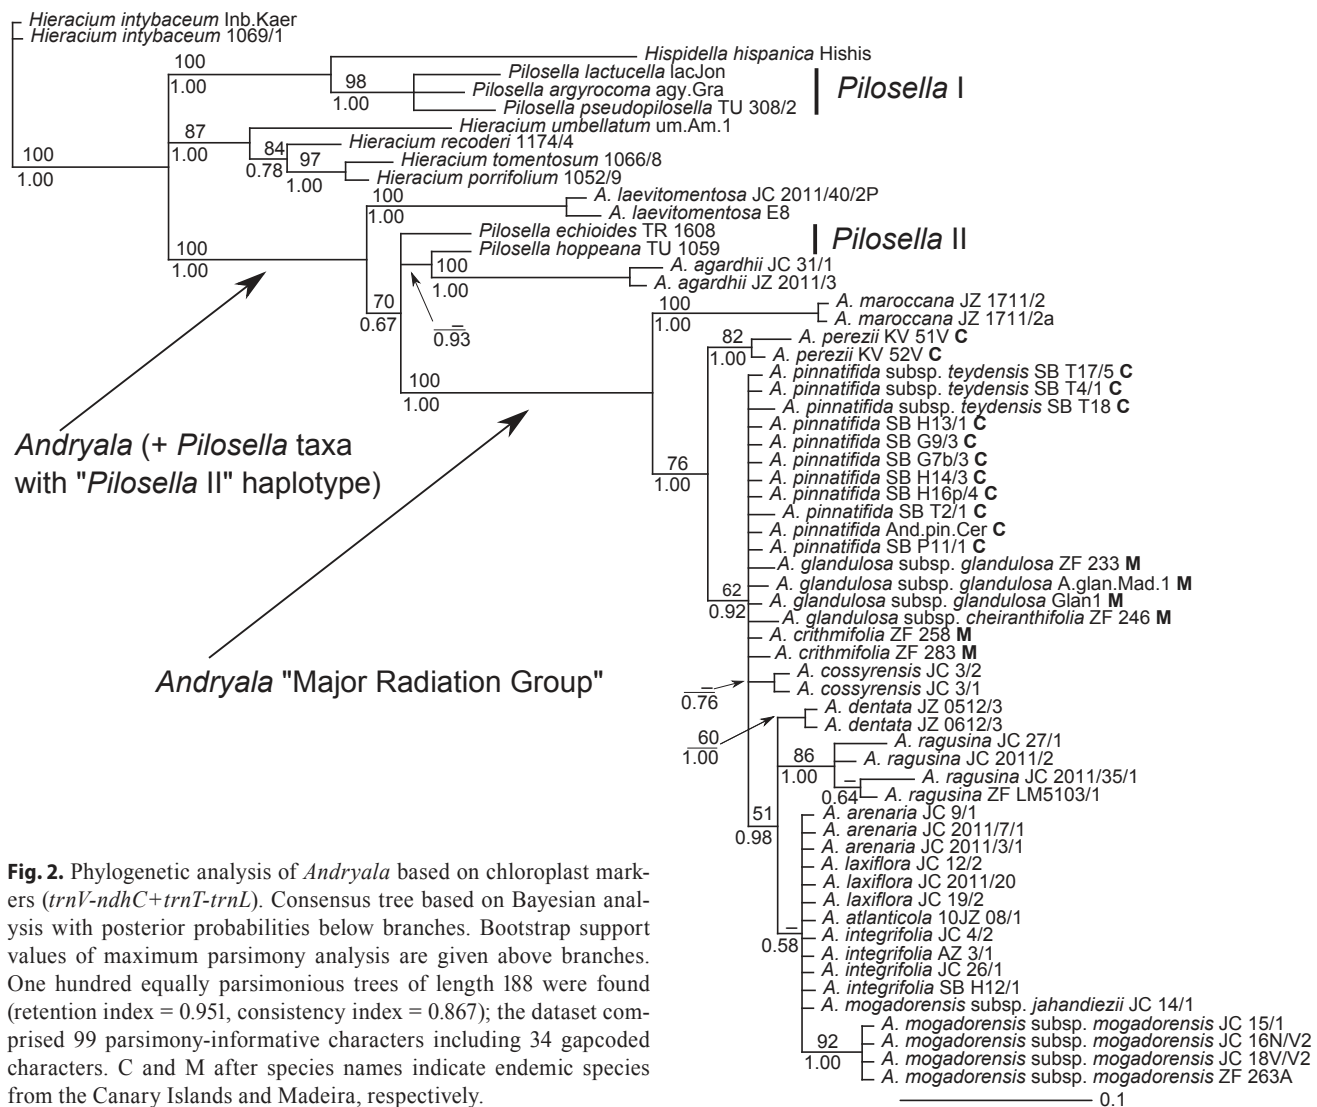 Hieracium intybaceum Inb.Kaer
Hieracium intybaceum 1069/1
Hispidella hispanica Hishis
100
1.00
Pilosella lactucella lacJon
98
1.00
Pilosella argyrocoma agy.Gra
Pilosella I
Pilosella pseudopilosella TU 308/2
Hieracium umbellatum um.Am.1
87
1.00
Hieracium recoderi 1174/4
84
0.78
97
1.00
Hieracium tomentosum 1066/8
Hieracium porrifolium 1052/9
100
1.00
100
1.00
A. laevitomentosa JC 2011/40/2P
A. laevitomentosa E8
Pilosella echioides TR 1608
Pilosella II
Pilosella hoppeana TU 1059
100
1.00
100
1.00
A. agardhii JC 31/1
A. agardhii JZ 2011/3
70
0.67
–
0.93
100
1.00
A. maroccana JZ 1711/2
A. maroccana JZ 1711/2a
82
1.00
A. perezii KV 51V C
A. perezii KV 52V C
100
1.00
A. pinnatifida subsp. teydensis SB T17/5 C
A. pinnatifida subsp. teydensis SB T4/1 C
A. pinnatifida subsp. teydensis SB T18 C
A. pinnatifida SB H13/1 C
A. pinnatifida SB G9/3 C
A. pinnatifida SB G7b/3 C
A. pinnatifida SB H14/3 C
A. pinnatifida SB H16p/4 C
A. pinnatifida SB T2/1 C
A. pinnatifida And.pin.Cer C
A. pinnatifida SB P11/1 C
Andryala (+ Pilosella taxa
with "Pilosella II" haplotype)
76
1.00
A. glandulosa subsp. glandulosa ZF 233 M
A. glandulosa subsp. glandulosa A.glan.Mad.1 M
A. glandulosa subsp. glandulosa Glan1 M
62
0.92
A. glandulosa subsp. cheiranthifolia ZF 246 M
A. crithmifolia ZF 258 M
A. crithmifolia ZF 283 M
Andryala "Major Radiation Group"
–
0.76
A. cossyrensis JC 3/2
A. cossyrensis JC 3/1
60
1.00
A. dentata JZ 0512/3
A. dentata JZ 0612/3
86
1.00
A. ragusina JC 27/1
A. ragusina JC 2011/2
–
0.64
A. ragusina JC 2011/35/1
A. ragusina ZF LM5103/1
51
0.98
A. arenaria JC 9/1
A. arenaria JC 2011/7/1
A. arenaria JC 2011/3/1
A. laxiflora JC 12/2
A. laxiflora JC 2011/20
A. laxiflora JC 19/2
A. atlanticola 10JZ 08/1
–
0.58
A. integrifolia JC 4/2
A. integrifolia AZ 3/1
A. integrifolia JC 26/1
A. integrifolia SB H12/1
A. mogadorensis subsp. jahandiezii JC 14/1
92
1.00
A. mogadorensis subsp. mogadorensis JC 15/1
A. mogadorensis subsp. mogadorensis JC 16N/V2
A. mogadorensis subsp. mogadorensis JC 18V/V2
A. mogadorensis subsp. mogadorensis ZF 263A
0.1
Fig. 2. Phylogenetic analysis of Andryala based on chloroplast mark-
ers (trnV-ndhC+trnT-trnL). Consensus tree based on Bayesian anal-
ysis with posterior probabilities below branches. Bootstrap support
values of maximum parsimony analysis are given above branches.
One hundred equally parsimonious trees of length 188 were found
(retention index = 0.951, consistency index = 0.867); the dataset com-
prised 99 parsimony-informative characters including 34 gapcoded
characters. C and M after species names indicate endemic species
from the Canary Islands and Madeira, respectively.